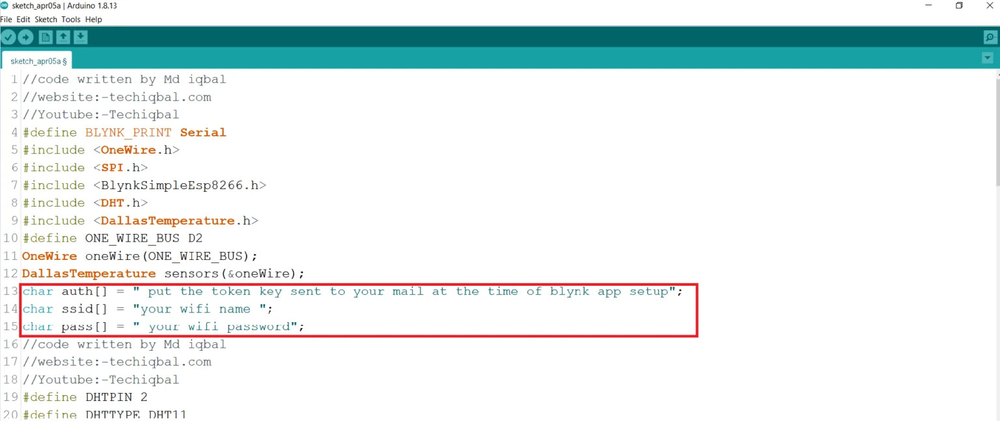 sketch_apr05a | Arduino 1.8.13
File Edit Sketch Tools Help
sketch_apr05a §
1 //code written by Md iqbal
2 //website:-techiqbal.com
3 //Youtube:-Techiqbal
4 #define BLYNK_PRINT Serial
5 #include <OneWire.h>
6 #include <SPI.h>
7 #include <BlynkSimpleEsp8266.h>
8 #include <DHT.h>
9 #include <DallasTemperature.h>
10 #define ONE_WIRE_BUS D2
11 OneWire oneWire(ONE_WIRE_BUS);
12 DallasTemperature sensors(&oneWire);
13 char auth[] = " put the token key sent to your mail at the time of blynk app setup";
14 char ssid[] = "your wifi name ";
15 char pass[] = " your wifi password";
16 //code written by Md iqbal
17 //website:-techiqbal.com
18 //Youtube:-Techiqbal
19 #define DHTPIN 2
20 #define DHTTYPE DHT11